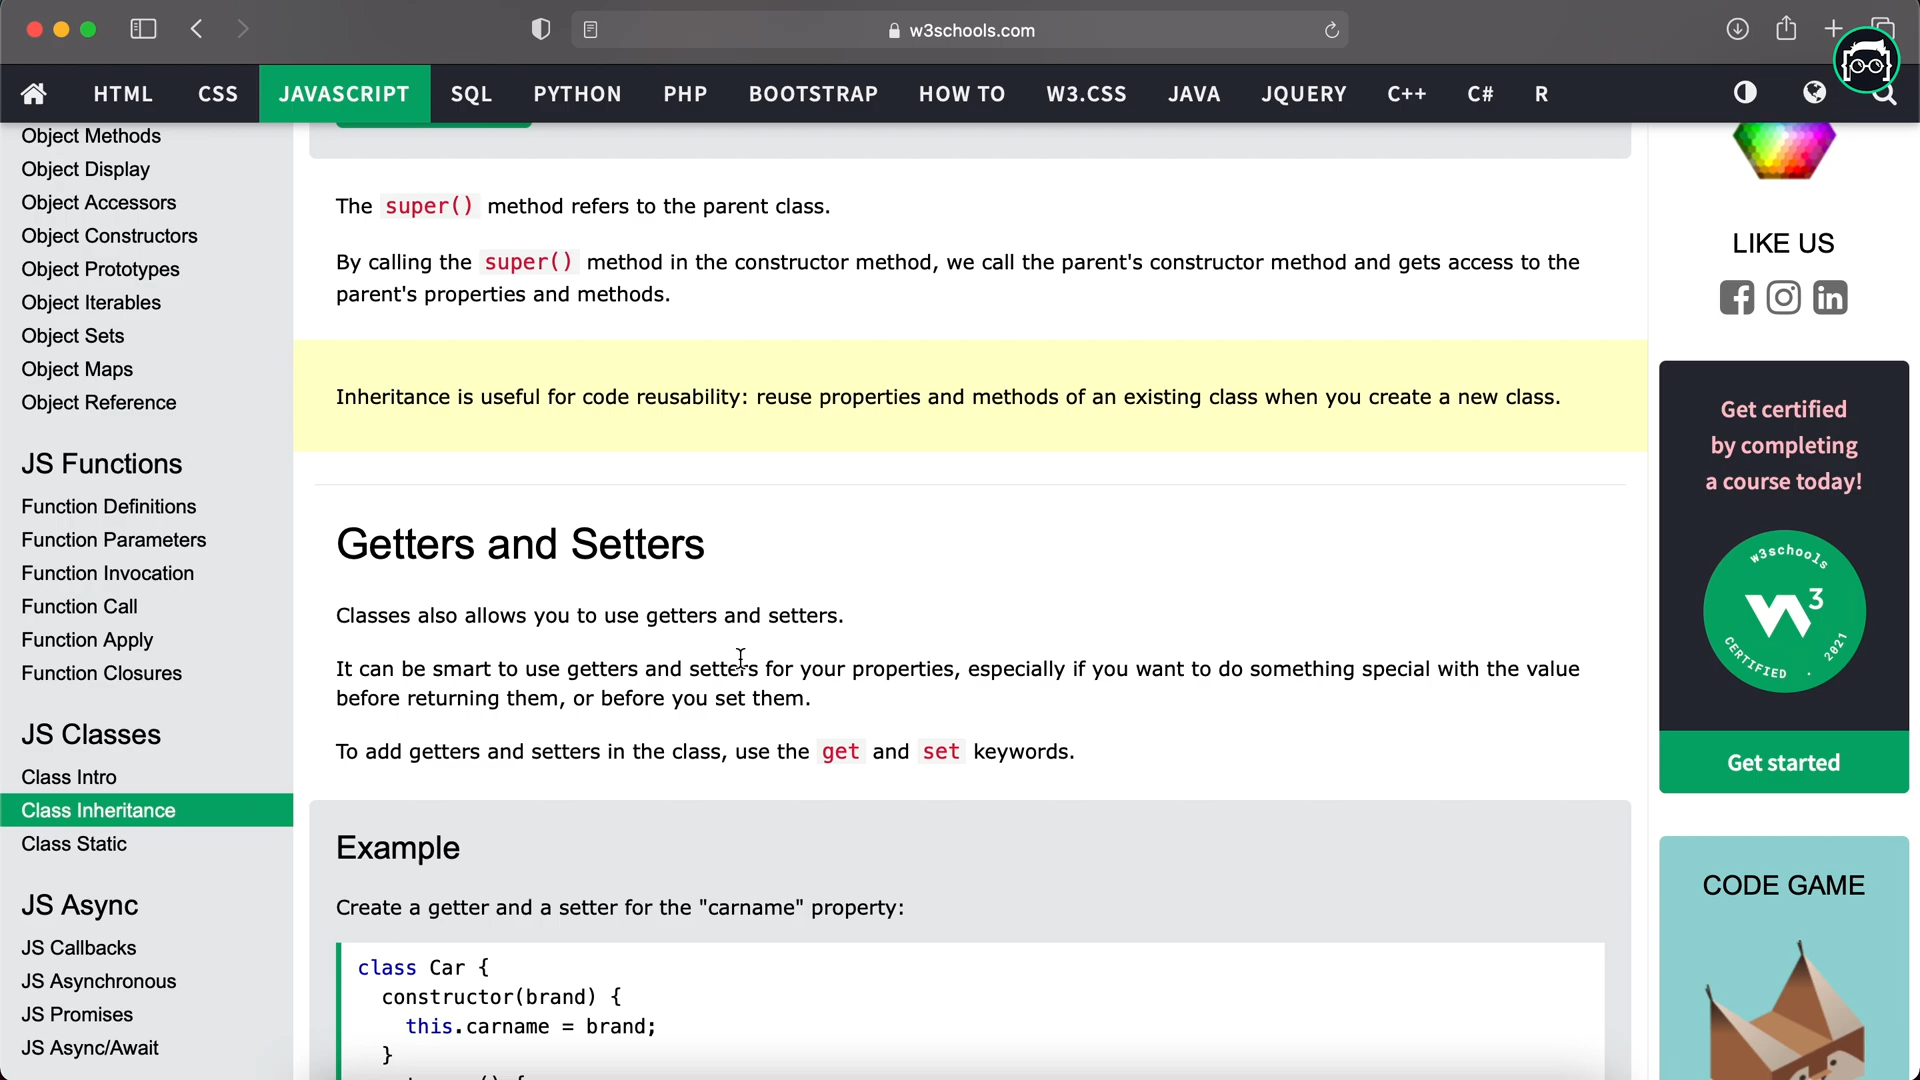 w3schools.com
HTML CSS JAVASCRIPT SQL PYTHON PHP BOOTSTRAP HOW TO W3.CSS JAVA JQUERY C++ C# R
Object Methods
Object Display
Object Accessors
Object Constructors
Object Prototypes
Object Iterables
Object Sets
Object Maps
Object Reference
JS Functions
Function Definitions
Function Parameters
Function Invocation
Function Call
Function Apply
Function Closures
JS Classes
Class Intro
Class Inheritance
Class Static
JS Async
JS Callbacks
JS Asynchronous
JS Promises
JS Async/Await
The super() method refers to the parent class.
By calling the super() method in the constructor method, we call the parent's constructor method and gets access to the
parent's properties and methods.
Inheritance is useful for code reusability: reuse properties and methods of an existing class when you create a new class.
Getters and Setters
Classes also allows you to use getters and setters.
It can be smart to use getters and setters for your properties, especially if you want to do something special with the value
before returning them, or before you set them.
To add getters and setters in the class, use the get and set keywords.
Example
Create a getter and a setter for the "carname" property:
class Car {
constructor(brand) {
this.carname = brand;
}
LIKE US
Get certified
by completing
a course today!
w3schools
3
CERTIFIED . 2021
Get started
CODE GAME